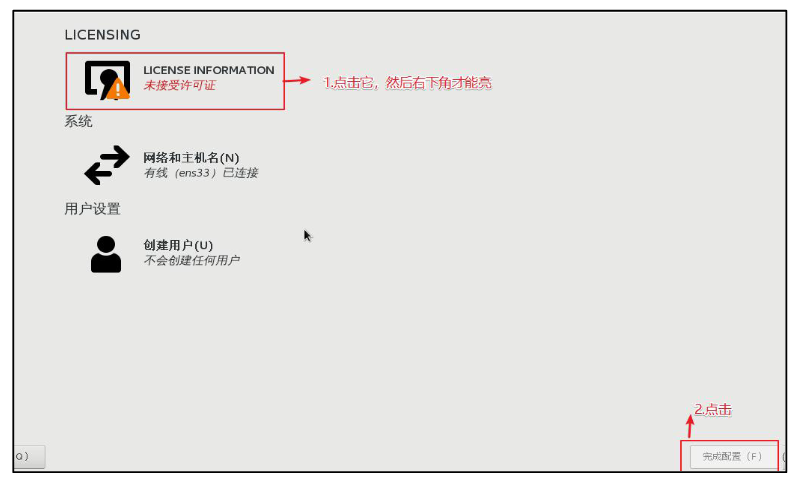 LICENSING
LICENSE INFORMATION
未接受许可证
1.点击它，然后右下角才能亮
系统
网络和主机名(N)
有线（ens33）已连接
用户设置
创建用户(U)
不会创建任何用户
2.点击
Q）
完成配置（F）